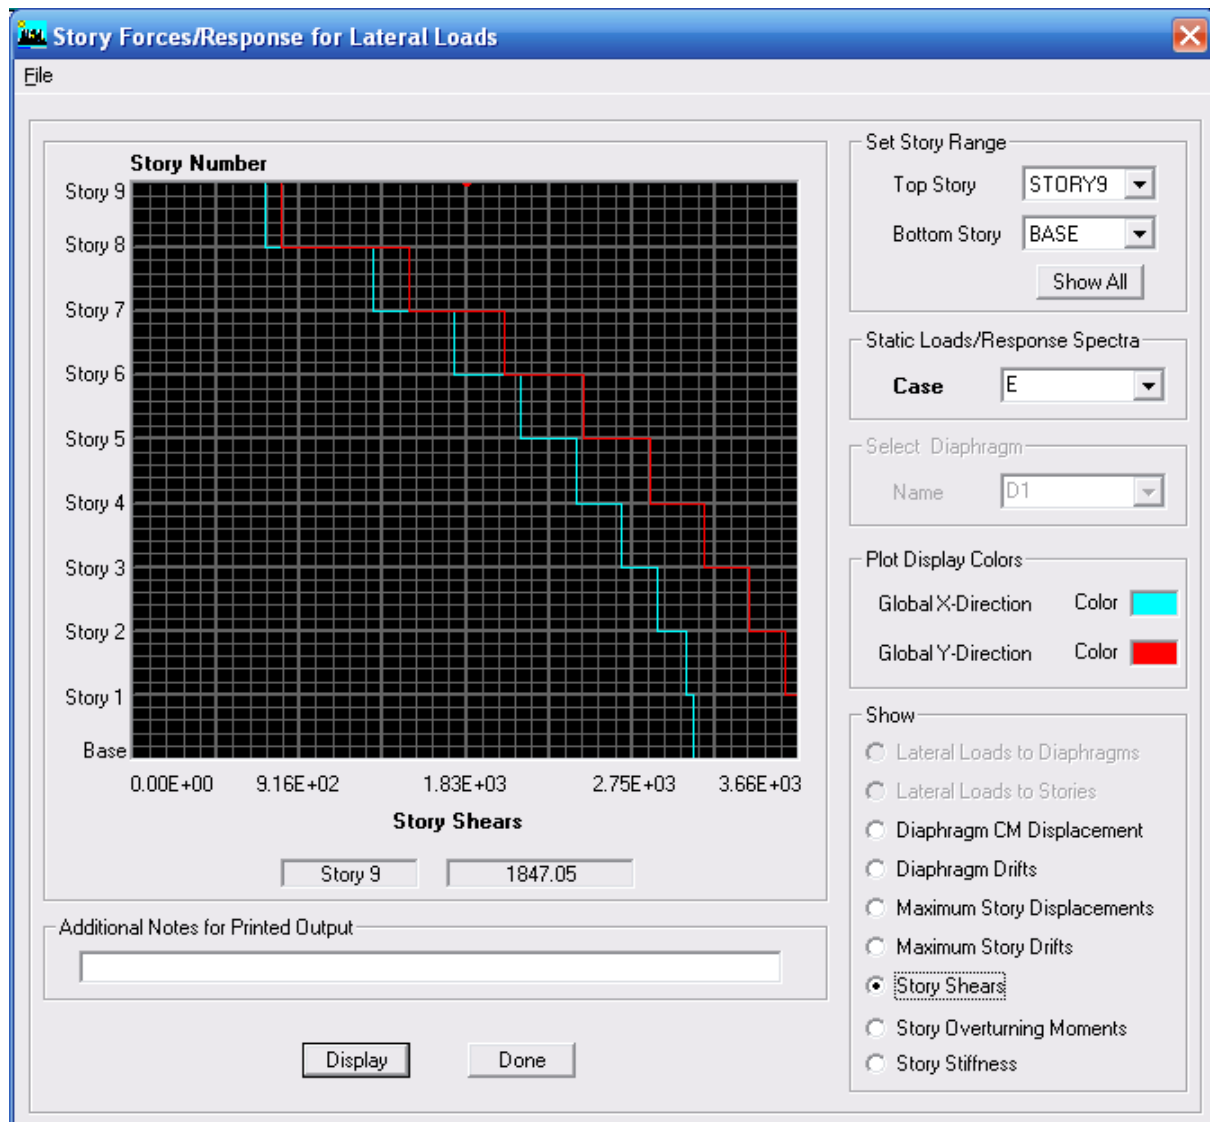 Story Forces/Response for Lateral Loads
File
Story Number
Story 9
Story 8
Story 7
Story 6
Story 5
Story 4
Story 3
Story 2
Story 1
Base
0.00E+00 9.16E+02 1.83E+03 2.75E+03 3.66E+03
Story Shears
Story 9 1847.05
Additional Notes for Printed Output
Display Done
Set Story Range
Top Story STORY9
Bottom Story BASE
Show All
Static Loads/Response Spectra
Case E
Select Diaphragm
Name D1
Plot Display Colors
Global X-Direction Color
Global Y-Direction Color
Show
Lateral Loads to Diaphragms
Lateral Loads to Stories
Diaphragm CM Displacement
Diaphragm Drifts
Maximum Story Displacements
Maximum Story Drifts
Story Shears
Story Overturning Moments
Story Stiffness